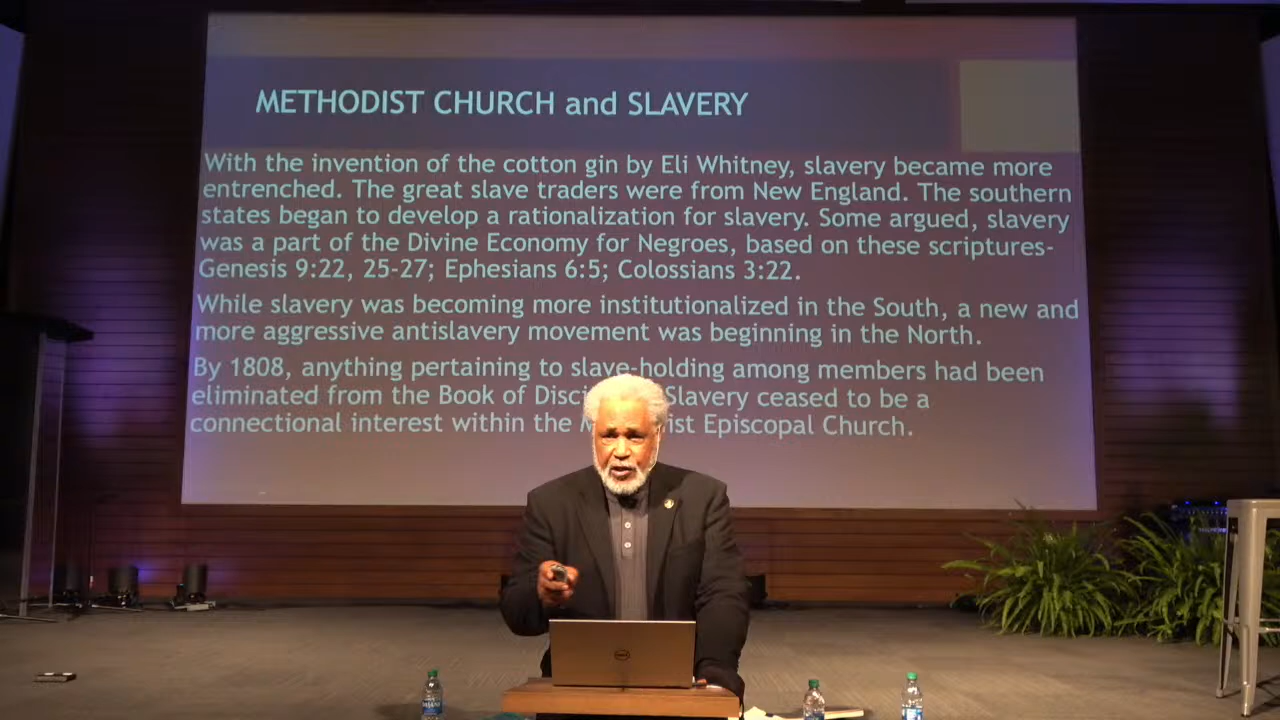 METHODIST CHURCH and SLAVERY
With the invention of the cotton gin by Eli Whitney, slavery became more
entrenched. The great slave traders were from New England. The southern
states began to develop a rationalization for slavery. Some argued, slavery
was a part of the Divine Economy for Negroes, based on these scriptures-
Genesis 9:22, 25-27; Ephesians 6:5; Colossians 3:22.
While slavery was becoming more institutionalized in the South, a new and
more aggressive antislavery movement was beginning in the North.
By 1808, anything pertaining to slave-holding among members had been
eliminated from the Book of Slavery ceased to be a
connectional interest within the Episcopal Church.
DELL